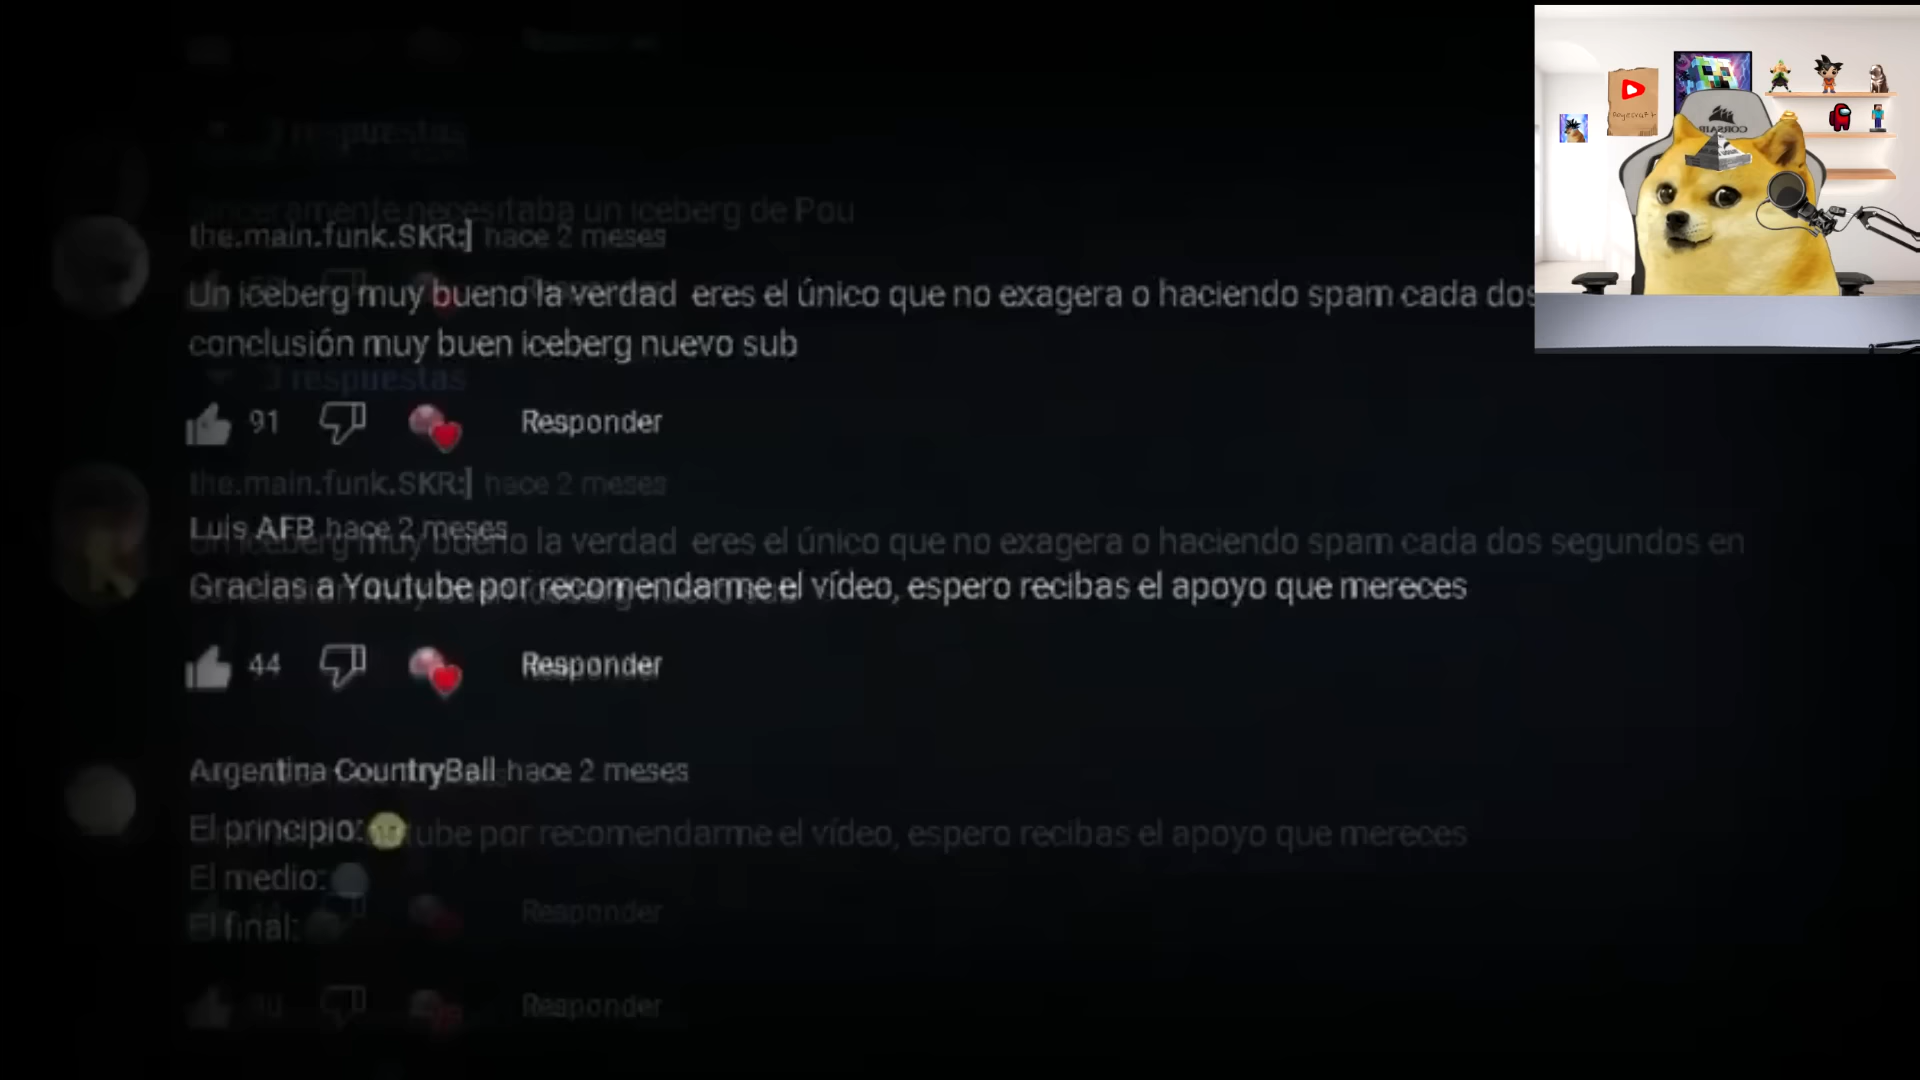 3 respuestas
sinceramente necesitaba un iceberg de Pou
the.main.funk.SKR:] hace 2 meses
Un iceberg muy bueno la verdad eres el único que no exagera o haciendo spam cada dos
conclusión muy buen iceberg nuevo sub
3 respuestas
91 Responder
the.main.funk.SKR:] hace 2 meses
Luis AFB hace 2 meses
Un iceberg muy bueno la verdad eres el único que no exagera o haciendo spam cada dos segundos en
Gracias a Youtube por recomendarme el vídeo, espero recibas el apoyo que mereces
44 Responder
Argentina CountryBall hace 2 meses
El principio:
tube por recomendarme el vídeo, espero recibas el apoyo que mereces
El medio:
Responder
El final:
Responder
CORSAIR